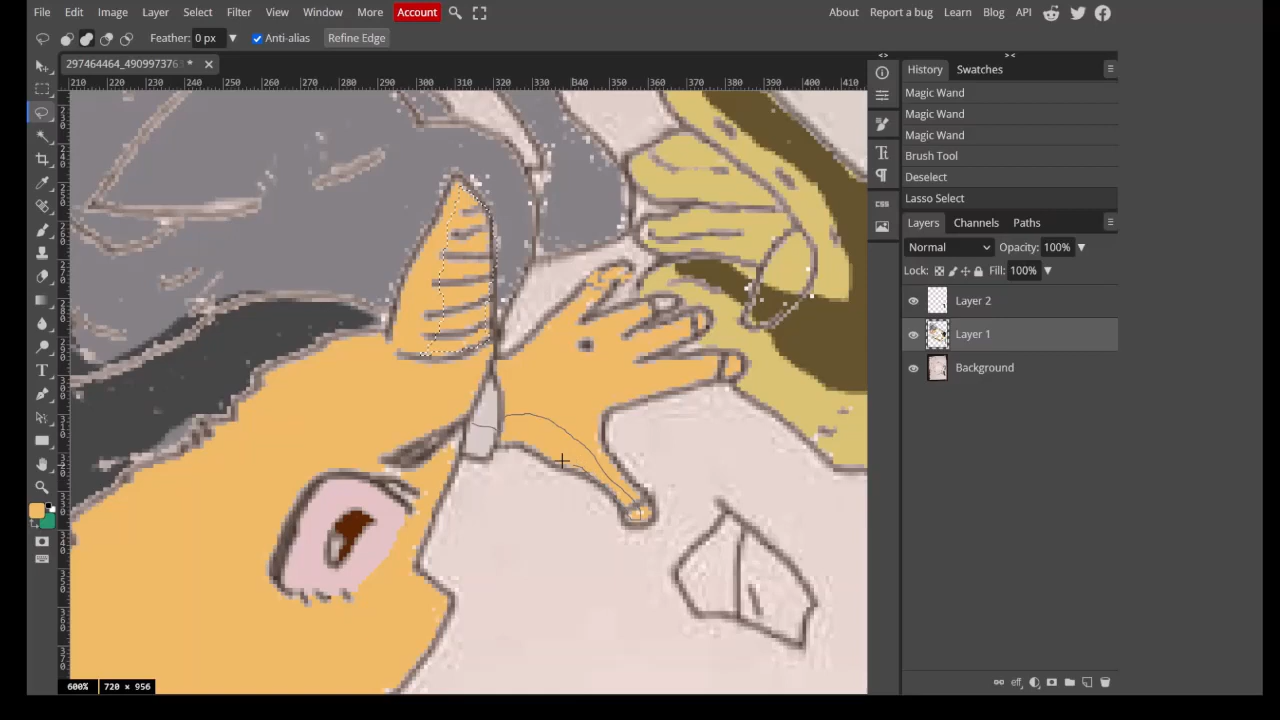 File Edit Image Layer Select Filter View Window More Account About Report a bug Learn Blog API
Feather: 0 px Anti-alias Refine Edge
297464464_4909973763 *
210 220 230 240 250 260 270 280 290 300 310 320 330 340 350 360 370 380 390 400 410
History Swatches
Magic Wand
Magic Wand
Magic Wand
Brush Tool
Deselect
Lasso Select
Layers Channels Paths
Normal Opacity: 100%
Lock: Fill: 100%
Layer 2
Layer 1
Background
CSS
600% 720 × 956